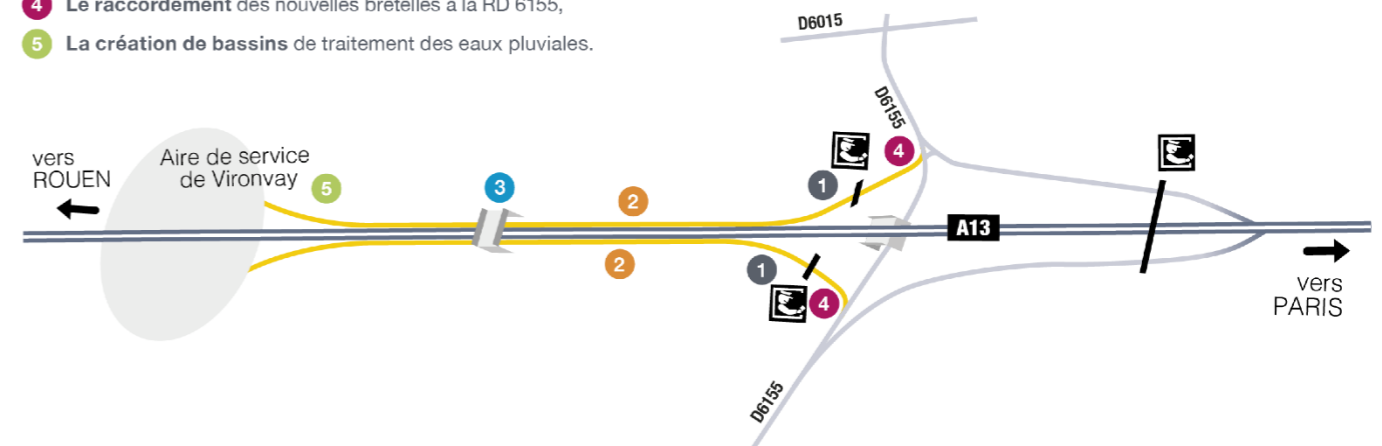 4 Le raccordement des nouvelles bretelles à la RD 6155,
5 La création de bassins de traitement des eaux pluviales.
D6015
D6155
vers
ROUEN
Aire de service
de Vironvay
4
1
5
3
2
A13
2
1
4
vers
PARIS
D6155